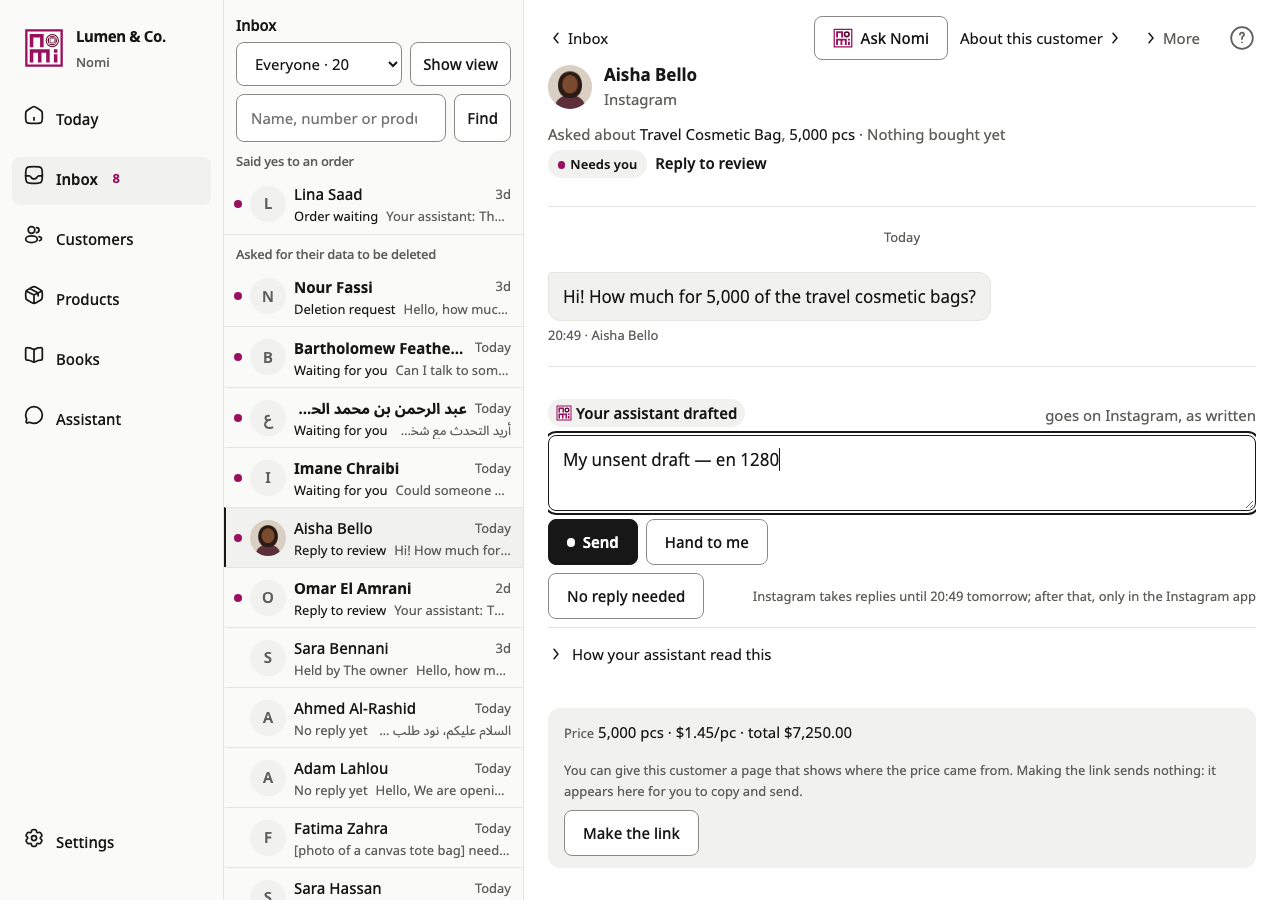 Lumen & Co.
Nomi
Today
Inbox 8
Customers
Products
Books
Assistant
Settings
Inbox
Everyone · 20
Show view
Name, number or produ
Find
Said yes to an order
Lina Saad 3d
Order waiting Your assistant: Th…
Asked for their data to be deleted
Nour Fassi 3d
Deletion request Hello, how muc…
Bartholomew Feathe… Today
Waiting for you Can I talk to som…
عبد الرحمن بن محمد الحـ… Today
Waiting for you أريد التحدث مع شخـ…
Imane Chraibi Today
Waiting for you Could someone …
Aisha Bello Today
Reply to review Hi! How much for…
Omar El Amrani 2d
Reply to review Your assistant: T…
Sara Bennani 3d
Held by The owner Hello, how m…
Ahmed Al-Rashid Today
No reply yet السلام عليكم، نود طلب …
Adam Lahlou Today
No reply yet Hello, We are openi…
Fatima Zahra Today
[photo of a canvas tote bag] need…
Sara Hassan Today
Inbox
Ask Nomi
About this customer
More
?
Aisha Bello
Instagram
Asked about Travel Cosmetic Bag, 5,000 pcs · Nothing bought yet
Needs you Reply to review
Today
Hi! How much for 5,000 of the travel cosmetic bags?
20:49 · Aisha Bello
Your assistant drafted
goes on Instagram, as written
My unsent draft — en 1280
Send
Hand to me
No reply needed
Instagram takes replies until 20:49 tomorrow; after that, only in the Instagram app
How your assistant read this
Price 5,000 pcs · $1.45/pc · total $7,250.00
You can give this customer a page that shows where the price came from. Making the link sends nothing: it
appears here for you to copy and send.
Make the link